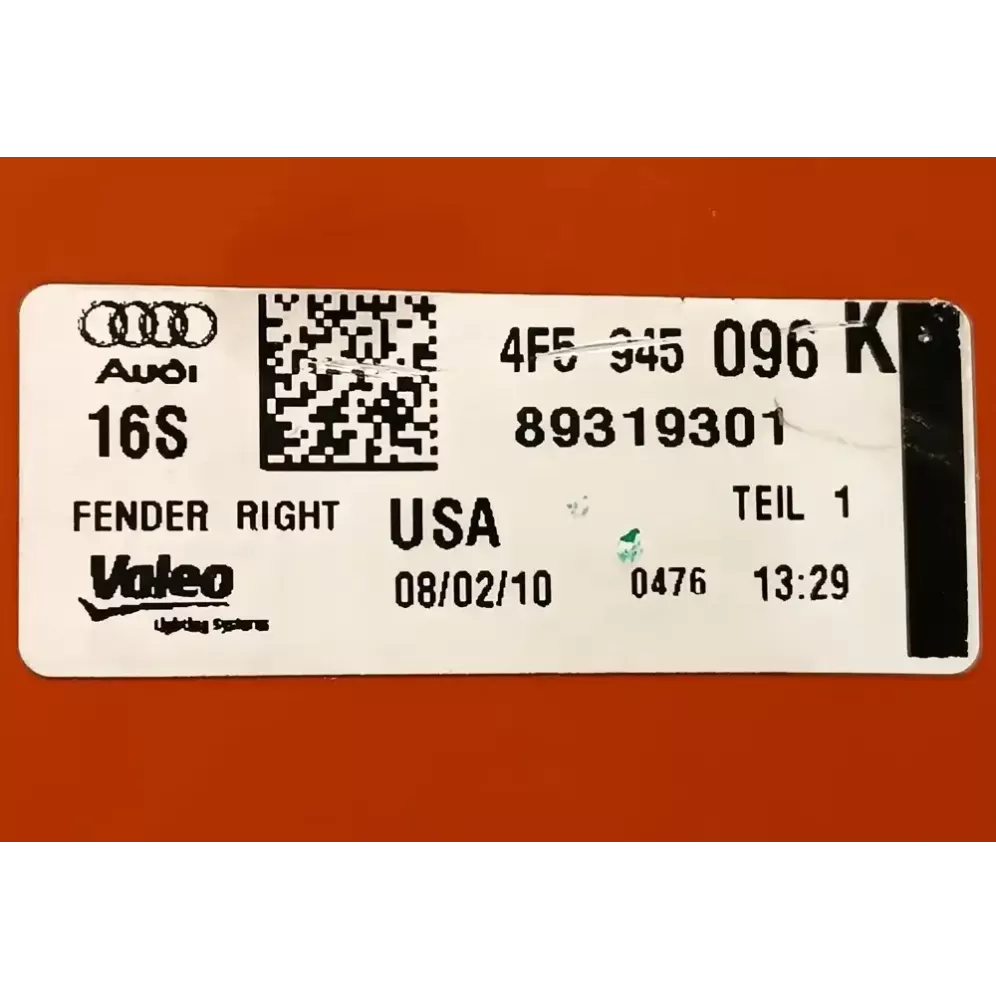 Audi
4F5 945 096 K
16S
89319301
FENDER RIGHT USA
TEIL 1
Valeo
Lighting Systems
08/02/10 0476 13:29